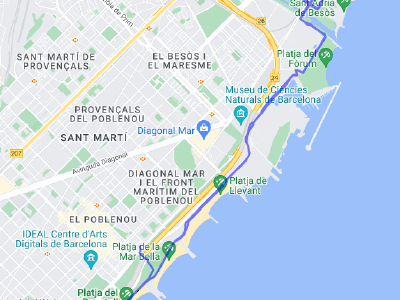 Sant Adrià
de Besòs
26
Rda. de Prim
Platja del
Fòrum
SANT MARTÍ DE
PROVENÇALS
EL BESÒS I
EL MARESME
29
Museu de Ciències
Naturals de Barcelona
PROVENÇALS
DEL POBLENOU
Diagonal Mar
SANT MARTÍ
207
Avinguda Diagonal
DIAGONAL MAR
I EL FRONT
MARÍTIM DEL
POBLENOU
Platja de
Llevant
EL POBLENOU
IDEAL Centre d'Arts
Digitals de Barcelona
Platja de la
Mar Bella
Platja del